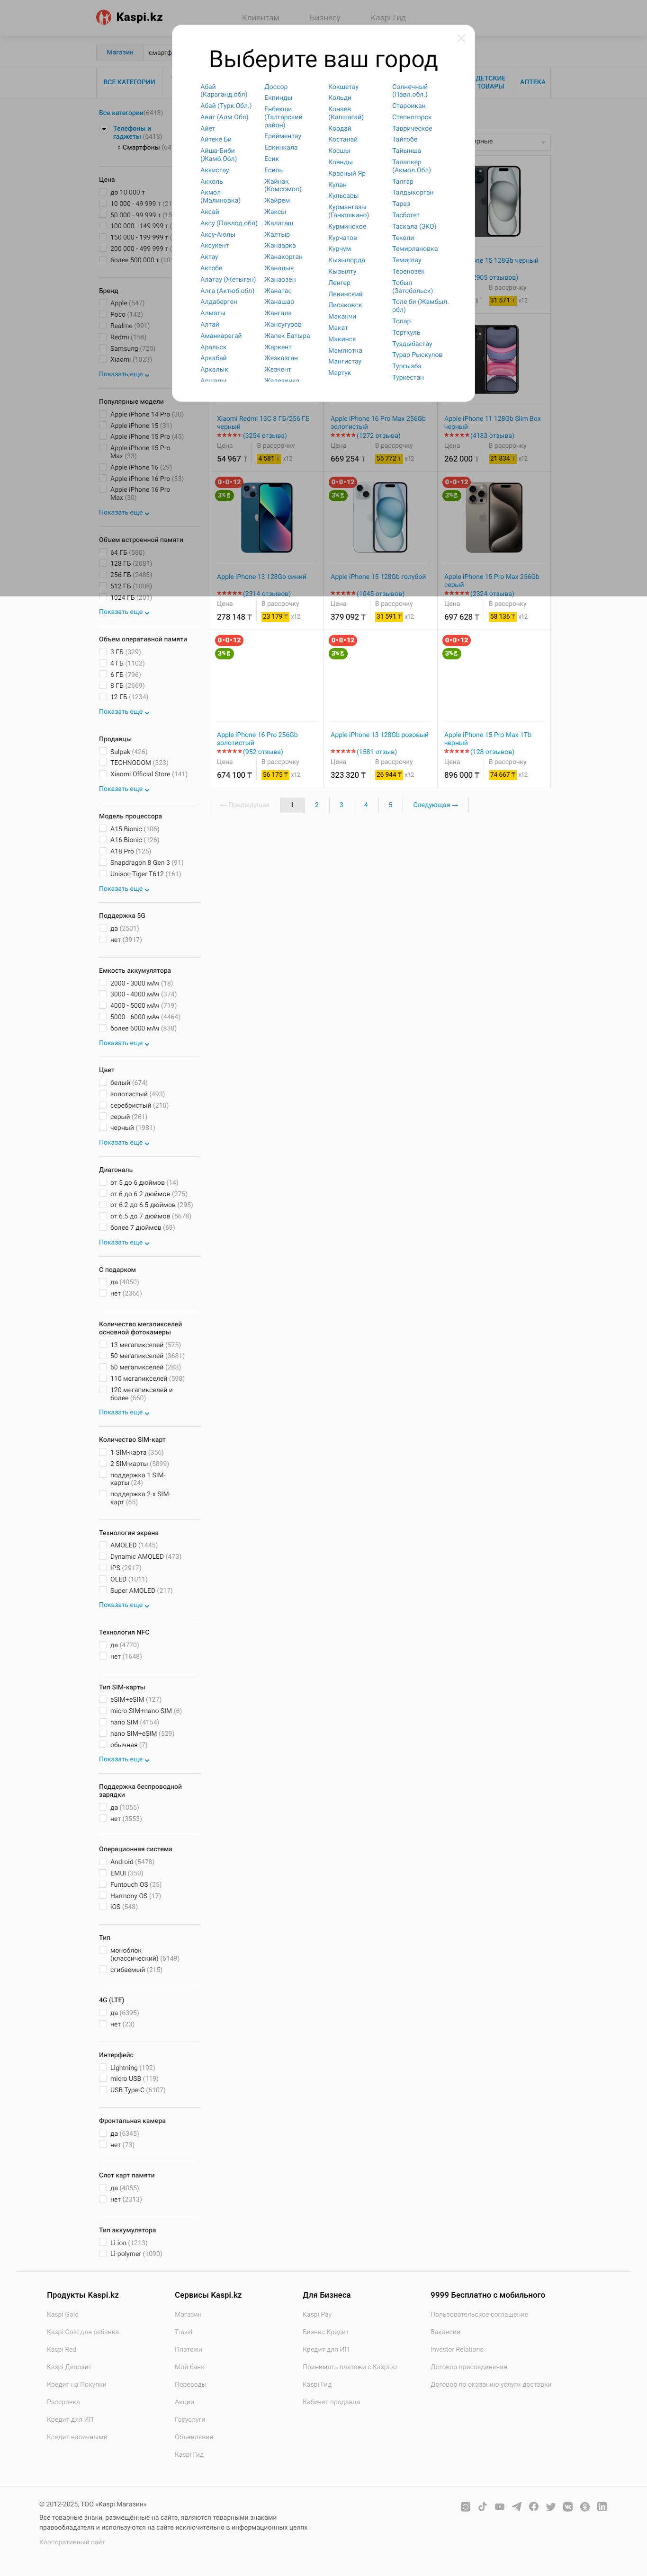 Kaspi.kz
Клиентам
Бизнесу
Kaspi Гид
Выберите ваш город
Магазин
смартф
ВСЕ КАТЕГОРИИ
ДЕТСКИЕ
ТОВАРЫ
АПТЕКА
Абай
(Караганд.обл)
Абай (Турк.Обл.)
Ават (Алм.Обл)
Айет
Айтеке Би
Айша-Биби
(Жамб.Обл)
Аккистау
Акколь
Акмол
(Малиновка)
Аксай
Аксу (Павлод.обл)
Аксу-Аюлы
Аксукент
Актау
Актобе
Алатау (Жетыген)
Алга (Актюб.обл)
Алдаберген
Алматы
Алтай
Аманкарагай
Аральск
Аркабай
Аркалык
Доссор
Екпинды
Енбекши
(Талгарский
район)
Ерейментау
Еркинкала
Есик
Есиль
Жайнак
(Комсомол)
Жайрем
Жаксы
Жалагаш
Жалтыр
Жанаарка
Жанакорган
Жаналык
Жанаозен
Жанатас
Жанашар
Жангала
Жансугуров
Жапек Батыра
Жаркент
Жезказган
Жезкент
Кокшетау
Кольди
Конаев
(Капшагай)
Кордай
Костанай
Косшы
Коянды
Красный Яр
Кулан
Кульсары
Курмангазы
(Ганюшкино)
Курминское
Курчатов
Курчум
Кызылорда
Кызылту
Ленгер
Ленинский
Лисаковск
Маканчи
Макат
Макинск
Мамлютка
Мангистау
Мартук
Солнечный
(Павл.обл.)
Староикан
Степногорск
Таврическое
Тайтобе
Тайынша
Талапкер
(Акмол.Обл)
Талгар
Талдыкорган
Тараз
Тасбогет
Таскала (ЗКО)
Текели
Темирлановка
Темиртау
Теренозек
Тобыл
(Затобольск)
Толе би (Жамбыл.
обл)
Топар
Торткуль
Туздыбастау
Турар Рыскулов
Тургызба
Туркестан
Все категории(6418)
Телефоны и
гаджеты (6418)
Смартфоны (64
Цена
до 10 000 т
10 000 - 49 999 т (21
50 000 - 99 999 т (15
100 000 - 149 999 т (
150 000 - 199 999 т (
200 000 - 499 999 т (
более 500 000 т (10
Бренд
Apple (547)
Poco (142)
Realme (991)
Redmi (158)
Samsung (720)
Xiaomi (1023)
Показать еще
Популярные модели
Apple iPhone 14 Pro (30)
Apple iPhone 15 (31)
Apple iPhone 15 Pro (45)
Apple iPhone 15 Pro
Max (33)
Apple iPhone 16 (29)
Apple iPhone 16 Pro (33)
Apple iPhone 16 Pro
Max (30)
Показать еще
Объем встроенной памяти
64 ГБ (580)
128 ГБ (2081)
256 ГБ (2488)
512 ГБ (1008)
1024 ГБ (201)
Показать еще
Объем оперативной памяти
3 ГБ (329)
4 ГБ (1102)
6 ГБ (796)
8 ГБ (2669)
12 ГБ (1234)
Показать еще
Продавцы
Sulpak (426)
TECHNODOM (323)
Xiaomi Official Store (141)
Показать еще
Модель процессора
A15 Bionic (106)
A16 Bionic (126)
A18 Pro (125)
Snapdragon 8 Gen 3 (91)
Unisoc Tiger T612 (161)
Показать еще
Поддержка 5G
да (2501)
нет (3917)
Емкость аккумулятора
2000 - 3000 мАч (18)
3000 - 4000 мАч (374)
4000 - 5000 мАч (719)
5000 - 6000 мАч (4464)
более 6000 мАч (838)
Показать еще
Цвет
белый (674)
золотистый (493)
серебристый (210)
серый (261)
черный (1981)
Показать еще
Диагональ
от 5 до 6 дюймов (14)
от 6 до 6.2 дюймов (275)
от 6.2 до 6.5 дюймов (295)
от 6.5 до 7 дюймов (5678)
более 7 дюймов (69)
Показать еще
С подарком
да (4050)
нет (2366)
Количество мегапикселей
основной фотокамеры
13 мегапикселей (575)
50 мегапикселей (3681)
60 мегапикселей (283)
110 мегапикселей (598)
120 мегапикселей и
более (660)
Показать еще
Количество SIM-карт
1 SIM-карта (356)
2 SIM-карты (5899)
поддержка 1 SIM-
карты (24)
поддержка 2-х SIM-
карт (65)
Технология экрана
AMOLED (1445)
Dynamic AMOLED (473)
IPS (2917)
OLED (1011)
Super AMOLED (217)
Показать еще
Технология NFC
да (4770)
нет (1648)
Тип SIM-карты
eSIM+eSIM (127)
micro SIM+nano SIM (6)
nano SIM (4154)
nano SIM+eSIM (529)
обычная (7)
Показать еще
Поддержка беспроводной
зарядки
да (1055)
нет (3553)
Операционная система
Android (5478)
EMUI (350)
Funtouch OS (25)
Harmony OS (17)
iOS (548)
Тип
моноблок
(классический) (6149)
сгибаемый (215)
4G (LTE)
да (6395)
нет (23)
Интерфейс
Lightning (192)
micro USB (119)
USB Type-C (6107)
Фронтальная камера
да (6345)
нет (73)
Слот карт памяти
да (4055)
нет (2313)
Тип аккумулятора
Li-ion (1213)
Li-polymer (1090)
рные
ne 15 128Gb черный
905 отзывов)
В рассрочку
31 571 ₸ x12
Xiaomi Redmi 13C 8 ГБ/256 ГБ
черный
(3254 отзыва)
Цена В рассрочку
54 967 ₸ 4 581 ₸ x12
Apple iPhone 16 Pro Max 256Gb
золотистый
(1272 отзыва)
Цена В рассрочку
669 254 ₸ 55 772 ₸ x12
Apple iPhone 11 128Gb Slim Box
черный
(4183 отзыва)
Цена В рассрочку
262 000 ₸ 21 834 ₸ x12
0·0·12
3% Б
0·0·12
3% Б
0·0·12
3% Б
Apple iPhone 13 128Gb синий
(2314 отзывов)
Цена В рассрочку
278 148 ₸ 23 179 ₸ x12
Apple iPhone 15 128Gb голубой
(1045 отзывов)
Цена В рассрочку
379 092 ₸ 31 591 ₸ x12
Apple iPhone 15 Pro Max 256Gb
серый
(2324 отзыва)
Цена В рассрочку
697 628 ₸ 58 136 ₸ x12
0·0·12
3% Б
0·0·12
3% Б
0·0·12
3% Б
Apple iPhone 16 Pro 256Gb
золотистый
(952 отзыва)
Цена В рассрочку
674 100 ₸ 56 175 ₸ x12
Apple iPhone 13 128Gb розовый
(1581 отзыв)
Цена В рассрочку
323 320 ₸ 26 944 ₸ x12
Apple iPhone 15 Pro Max 1Tb
черный
(128 отзывов)
Цена В рассрочку
896 000 ₸ 74 667 ₸ x12
← Предыдущая 1 2 3 4 5 Следующая →
Продукты Kaspi.kz
Kaspi Gold
Kaspi Gold для ребенка
Kaspi Red
Kaspi Депозит
Кредит на Покупки
Рассрочка
Кредит для ИП
Кредит наличными
Сервисы Kaspi.kz
Магазин
Travel
Платежи
Мой банк
Переводы
Акции
Госуслуги
Объявления
Kaspi Гид
Для Бизнеса
Kaspi Pay
Бизнес Кредит
Кредит для ИП
Принимать платежи с Kaspi.kz
Kaspi Гид
Кабинет продавца
9999 Бесплатно с мобильного
Пользовательское соглашение
Вакансии
Investor Relations
Договор присоединения
Договор по оказанию услуги доставки
© 2012-2025, ТОО «Kaspi Магазин»
Все товарные знаки, размещённые на сайте, являются товарными знаками
правообладателя и используются на сайте исключительно в информационных целях
Корпоративный сайт